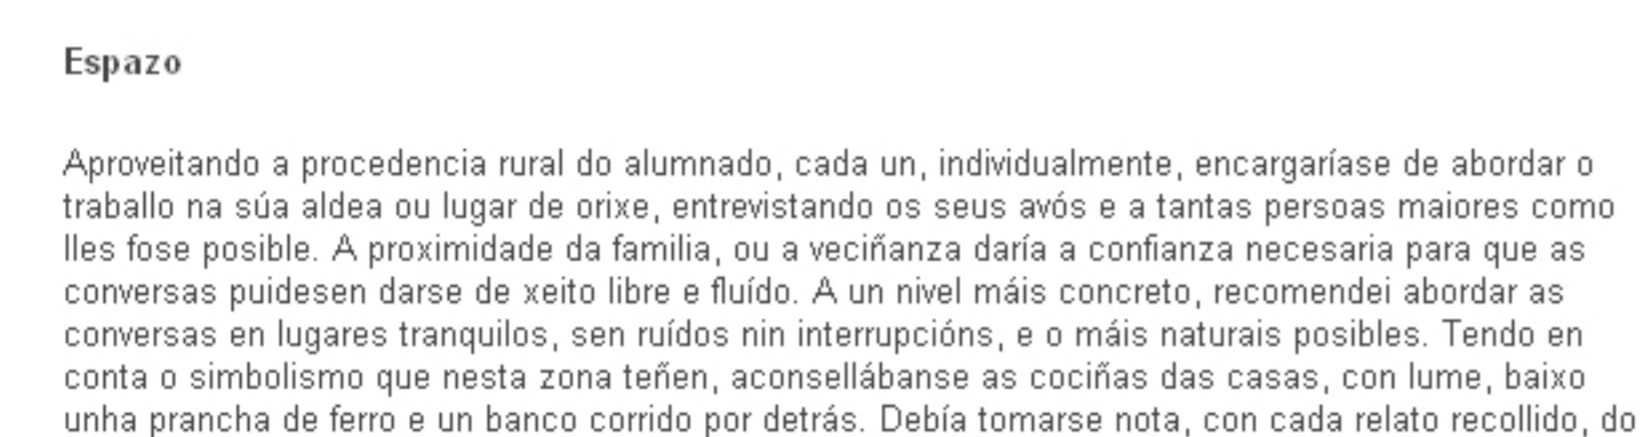 Espazo
Aproveitando a procedencia rural do alumnado, cada un, individualmente, encargaríase de abordar o
traballo na súa aldea ou lugar de orixe, entrevistando os seus avós e a tantas persoas maiores como
lles fose posible. A proximidade da familia, ou a veciñanza daría a confianza necesaria para que as
conversas puidesen darse de xeito libre e fluído. A un nivel máis concreto, recomendei abordar as
conversas en lugares tranquilos, sen ruídos nin interrupcións, e o máis naturais posibles. Tendo en
conta o simbolismo que nesta zona teñen, aconsellábanse as cociñas das casas, con lume, baixo
unha prancha de ferro e un banco corrido por detrás. Debía tomarse nota, con cada relato recollido, do